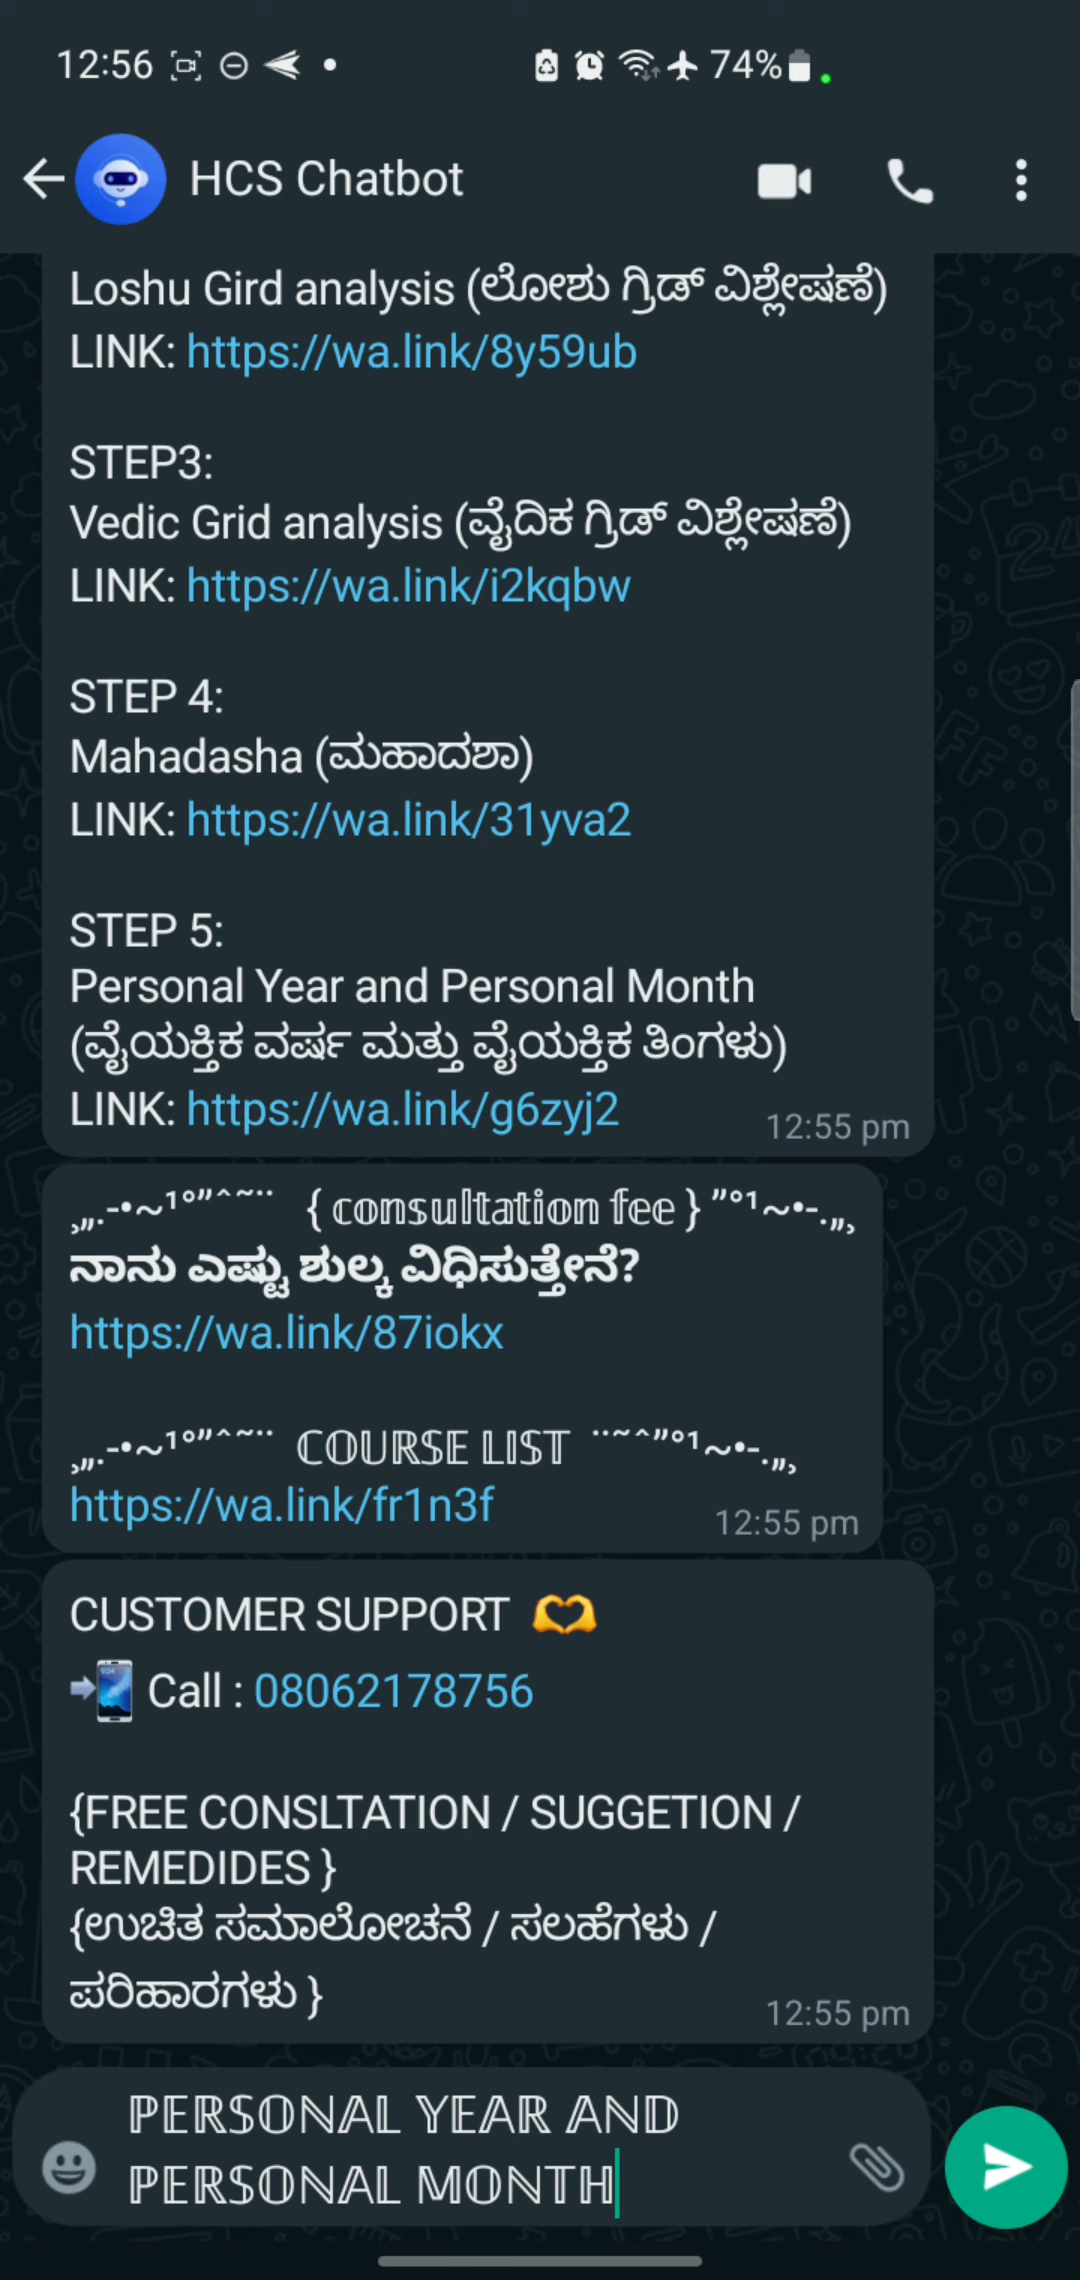 12:56
74%
HCS Chatbot
Loshu Gird analysis (ಲೋಶು ಗ್ರಿಡ್ ವಿಶ್ಲೇಷಣೆ)
LINK: https://wa.link/8y59ub
STEP3:
Vedic Grid analysis (ವೈದಿಕ ಗ್ರಿಡ್ ವಿಶ್ಲೇಷಣೆ)
LINK: https://wa.link/i2kqbw
STEP 4:
Mahadasha (ಮಹಾದಶಾ)
LINK: https://wa.link/31yva2
STEP 5:
Personal Year and Personal Month
(ವೈಯಕ್ತಿಕ ವರ್ಷ ಮತ್ತು ವೈಯಕ್ತಿಕ ತಿಂಗಳು)
LINK: https://wa.link/g6zyj2
12:55 pm
¸„.-•~¹°”ˆ˜¨ { 𝕔𝕠𝕟𝕤𝕦𝕝𝕥𝕒𝕥𝕚𝕠𝕟 𝕗𝕖𝕖 } ”°¹~•-.„¸
ನಾನು ಎಷ್ಟು ಶುಲ್ಕ ವಿಧಿಸುತ್ತೇನೆ?
https://wa.link/87iokx
¸„.-•~¹°”ˆ˜¨ ℂ𝕆𝕌ℝ𝕊𝔼 𝕃𝕀𝕊𝕋 ¨˜ˆ”°¹~•-.„¸
https://wa.link/fr1n3f
12:55 pm
CUSTOMER SUPPORT 🫶
📲 Call : 08062178756
{FREE CONSLTATION / SUGGETION /
REMEDIDES }
{ಉಚಿತ ಸಮಾಲೋಚನೆ / ಸಲಹೆಗಳು /
ಪರಿಹಾರಗಳು }
12:55 pm
ℙ𝔼ℝ𝕊𝕆ℕ𝔸𝕃 𝕐𝔼𝔸ℝ 𝔸ℕ𝔻
ℙ𝔼ℝ𝕊𝕆ℕ𝔸𝕃 𝕄𝕆ℕ𝕋ℍ